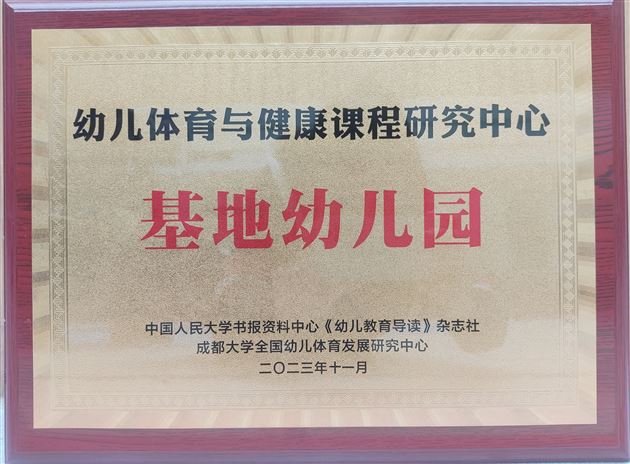 幼儿体育与健康课程研究中心
基地幼儿园
中国人民大学书报资料中心《幼儿教育导读》杂志社
成都大学全国幼儿体育发展研究中心
二〇二三年十一月